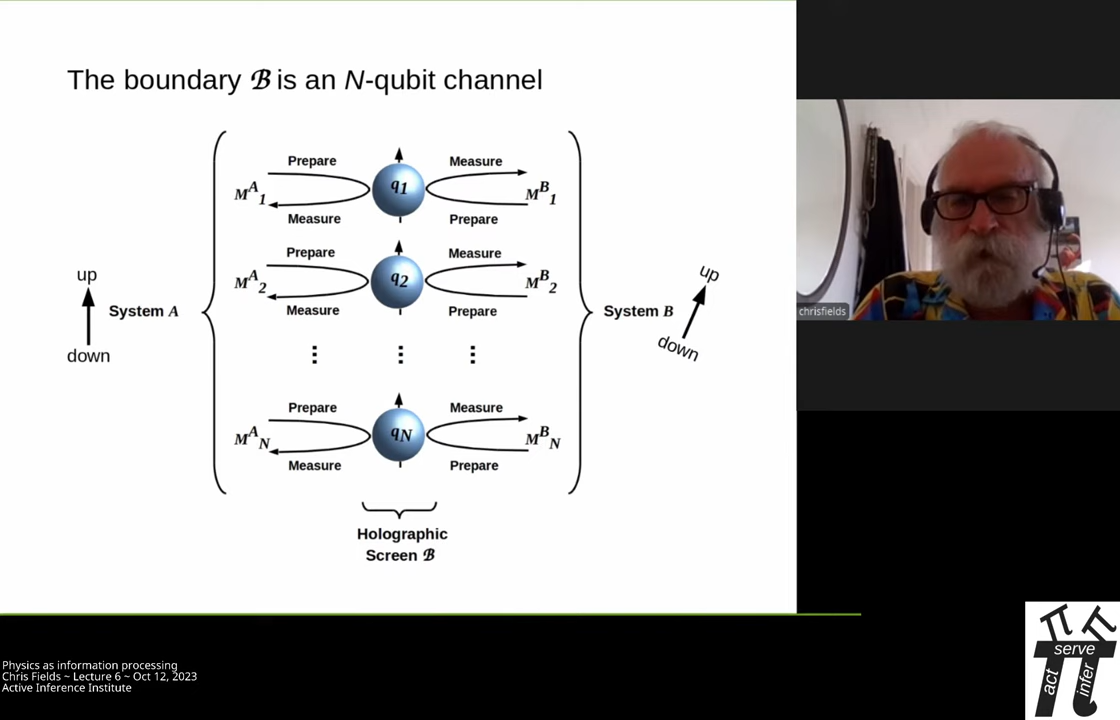 The boundary ℬ is an N-qubit channel
Prepare
Measure
q1
M^A_1
M^B_1
Measure
Prepare
Prepare
Measure
q2
M^A_2
M^B_2
Measure
Prepare
up
down
System A
System B
up
down
Prepare
Measure
qN
M^A_N
M^B_N
Measure
Prepare
Holographic
Screen ℬ
chrisfields
Physics as information processing
Chris Fields ~ Lecture 6 ~ Oct 12, 2023
Active Inference Institute
serve
act
infer